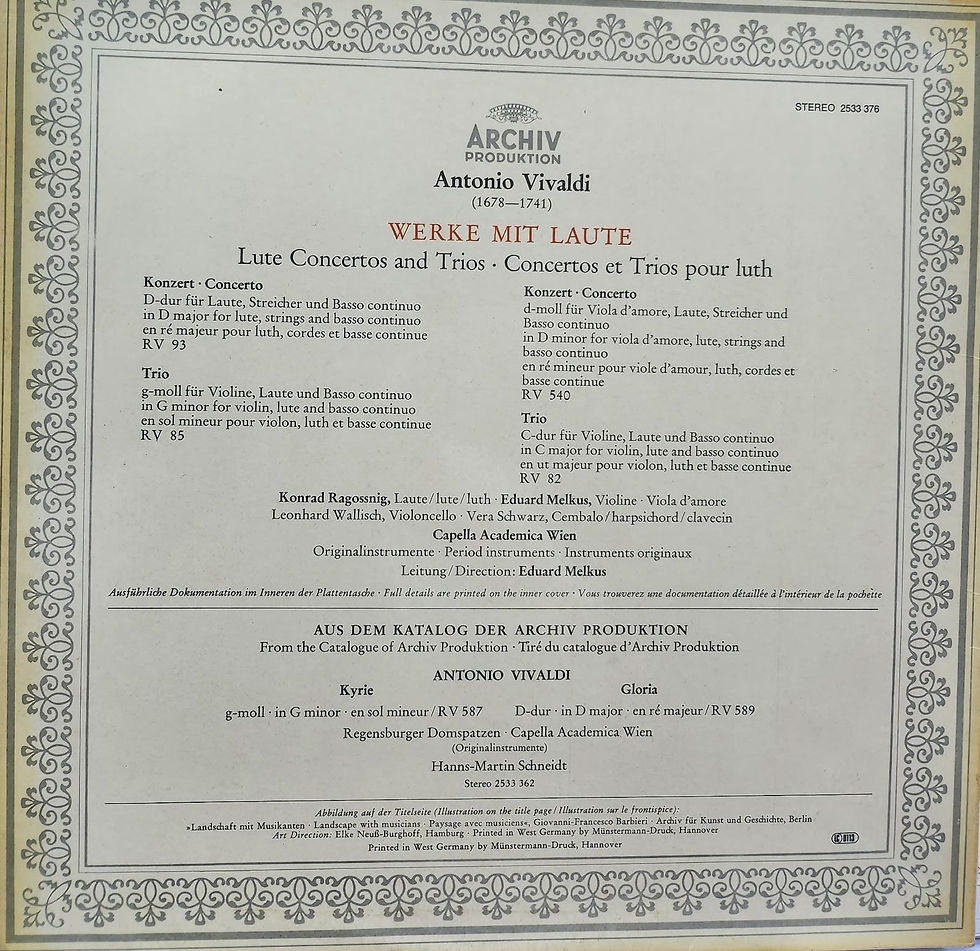 STEREO 2533 376
ARCHIV
PRODUKTION
Antonio Vivaldi
(1678—1741)
WERKE MIT LAUTE
Lute Concertos and Trios · Concertos et Trios pour luth
Konzert · Concerto
D-dur für Laute, Streicher und Basso continuo
in D major for lute, strings and basso continuo
en ré majeur pour luth, cordes et basse continue
RV 93
Trio
g-moll für Violine, Laute und Basso continuo
in G minor for violin, lute and basso continuo
en sol mineur pour violon, luth et basse continue
RV 85
Konzert · Concerto
d-moll für Viola d'amore, Laute, Streicher und
Basso continuo
in D minor for viola d'amore, lute, strings and
basso continuo
en ré mineur pour viole d'amour, luth, cordes et
basse continue
RV 540
Trio
C-dur für Violine, Laute und Basso continuo
in C major for violin, lute and basso continuo
en ut majeur pour violon, luth et basse continue
RV 82
Konrad Ragossnig, Laute/lute/luth · Eduard Melkus, Violine · Viola d'amore
Leonhard Wallisch, Violoncello · Vera Schwarz, Cembalo/harpsichord/clavecin
Capella Academica Wien
Originalinstrumente · Period instruments · Instruments originaux
Leitung/Direction: Eduard Melkus
Ausführliche Dokumentation im Inneren der Plattentasche · Full details are printed on the inner cover · Vous trouverez une documentation détaillée à l'intérieur de la pochette
AUS DEM KATALOG DER ARCHIV PRODUKTION
From the Catalogue of Archiv Produktion · Tiré du catalogue d'Archiv Produktion
ANTONIO VIVALDI
Kyrie Gloria
g-moll · in G minor · en sol mineur/RV 587 D-dur · in D major · en ré majeur/RV 589
Regensburger Domspatzen · Capella Academica Wien
(Originalinstrumente)
Hanns-Martin Schneidt
Stereo 2533 362
Abbildung auf der Titelseite (Illustration on the title page/Illustration sur le frontispice):
»Landschaft mit Musikanten · Landscape with musicians · Paysage avec musiciens«, Giovanni-Francesco Barbieri · Archiv für Kunst und Geschichte, Berlin
Art Direction: Elke Neuß-Burghoff, Hamburg · Printed in West Germany by Münstermann-Druck, Hannover
Printed in West Germany by Münstermann-Druck, Hannover